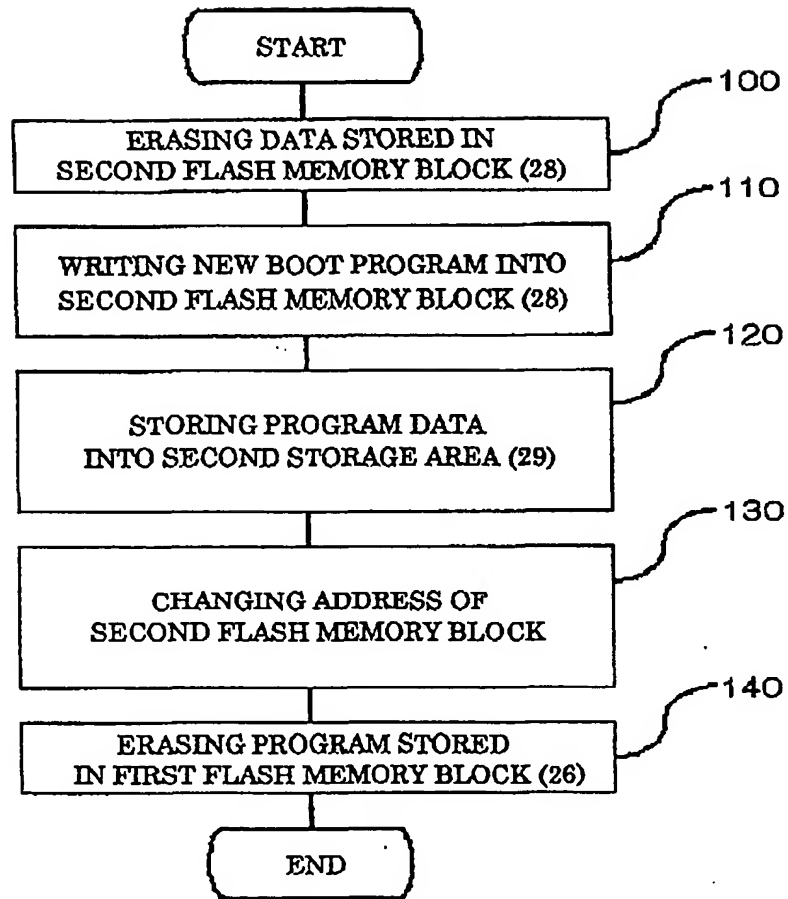 START
100
ERASING DATA STORED IN
SECOND FLASH MEMORY BLOCK (28)
110
WRITING NEW BOOT PROGRAM INTO
SECOND FLASH MEMORY BLOCK (28)
120
STORING PROGRAM DATA
INTO SECOND STORAGE AREA (29)
130
CHANGING ADDRESS OF
SECOND FLASH MEMORY BLOCK
140
ERASING PROGRAM STORED
IN FIRST FLASH MEMORY BLOCK (26)
END